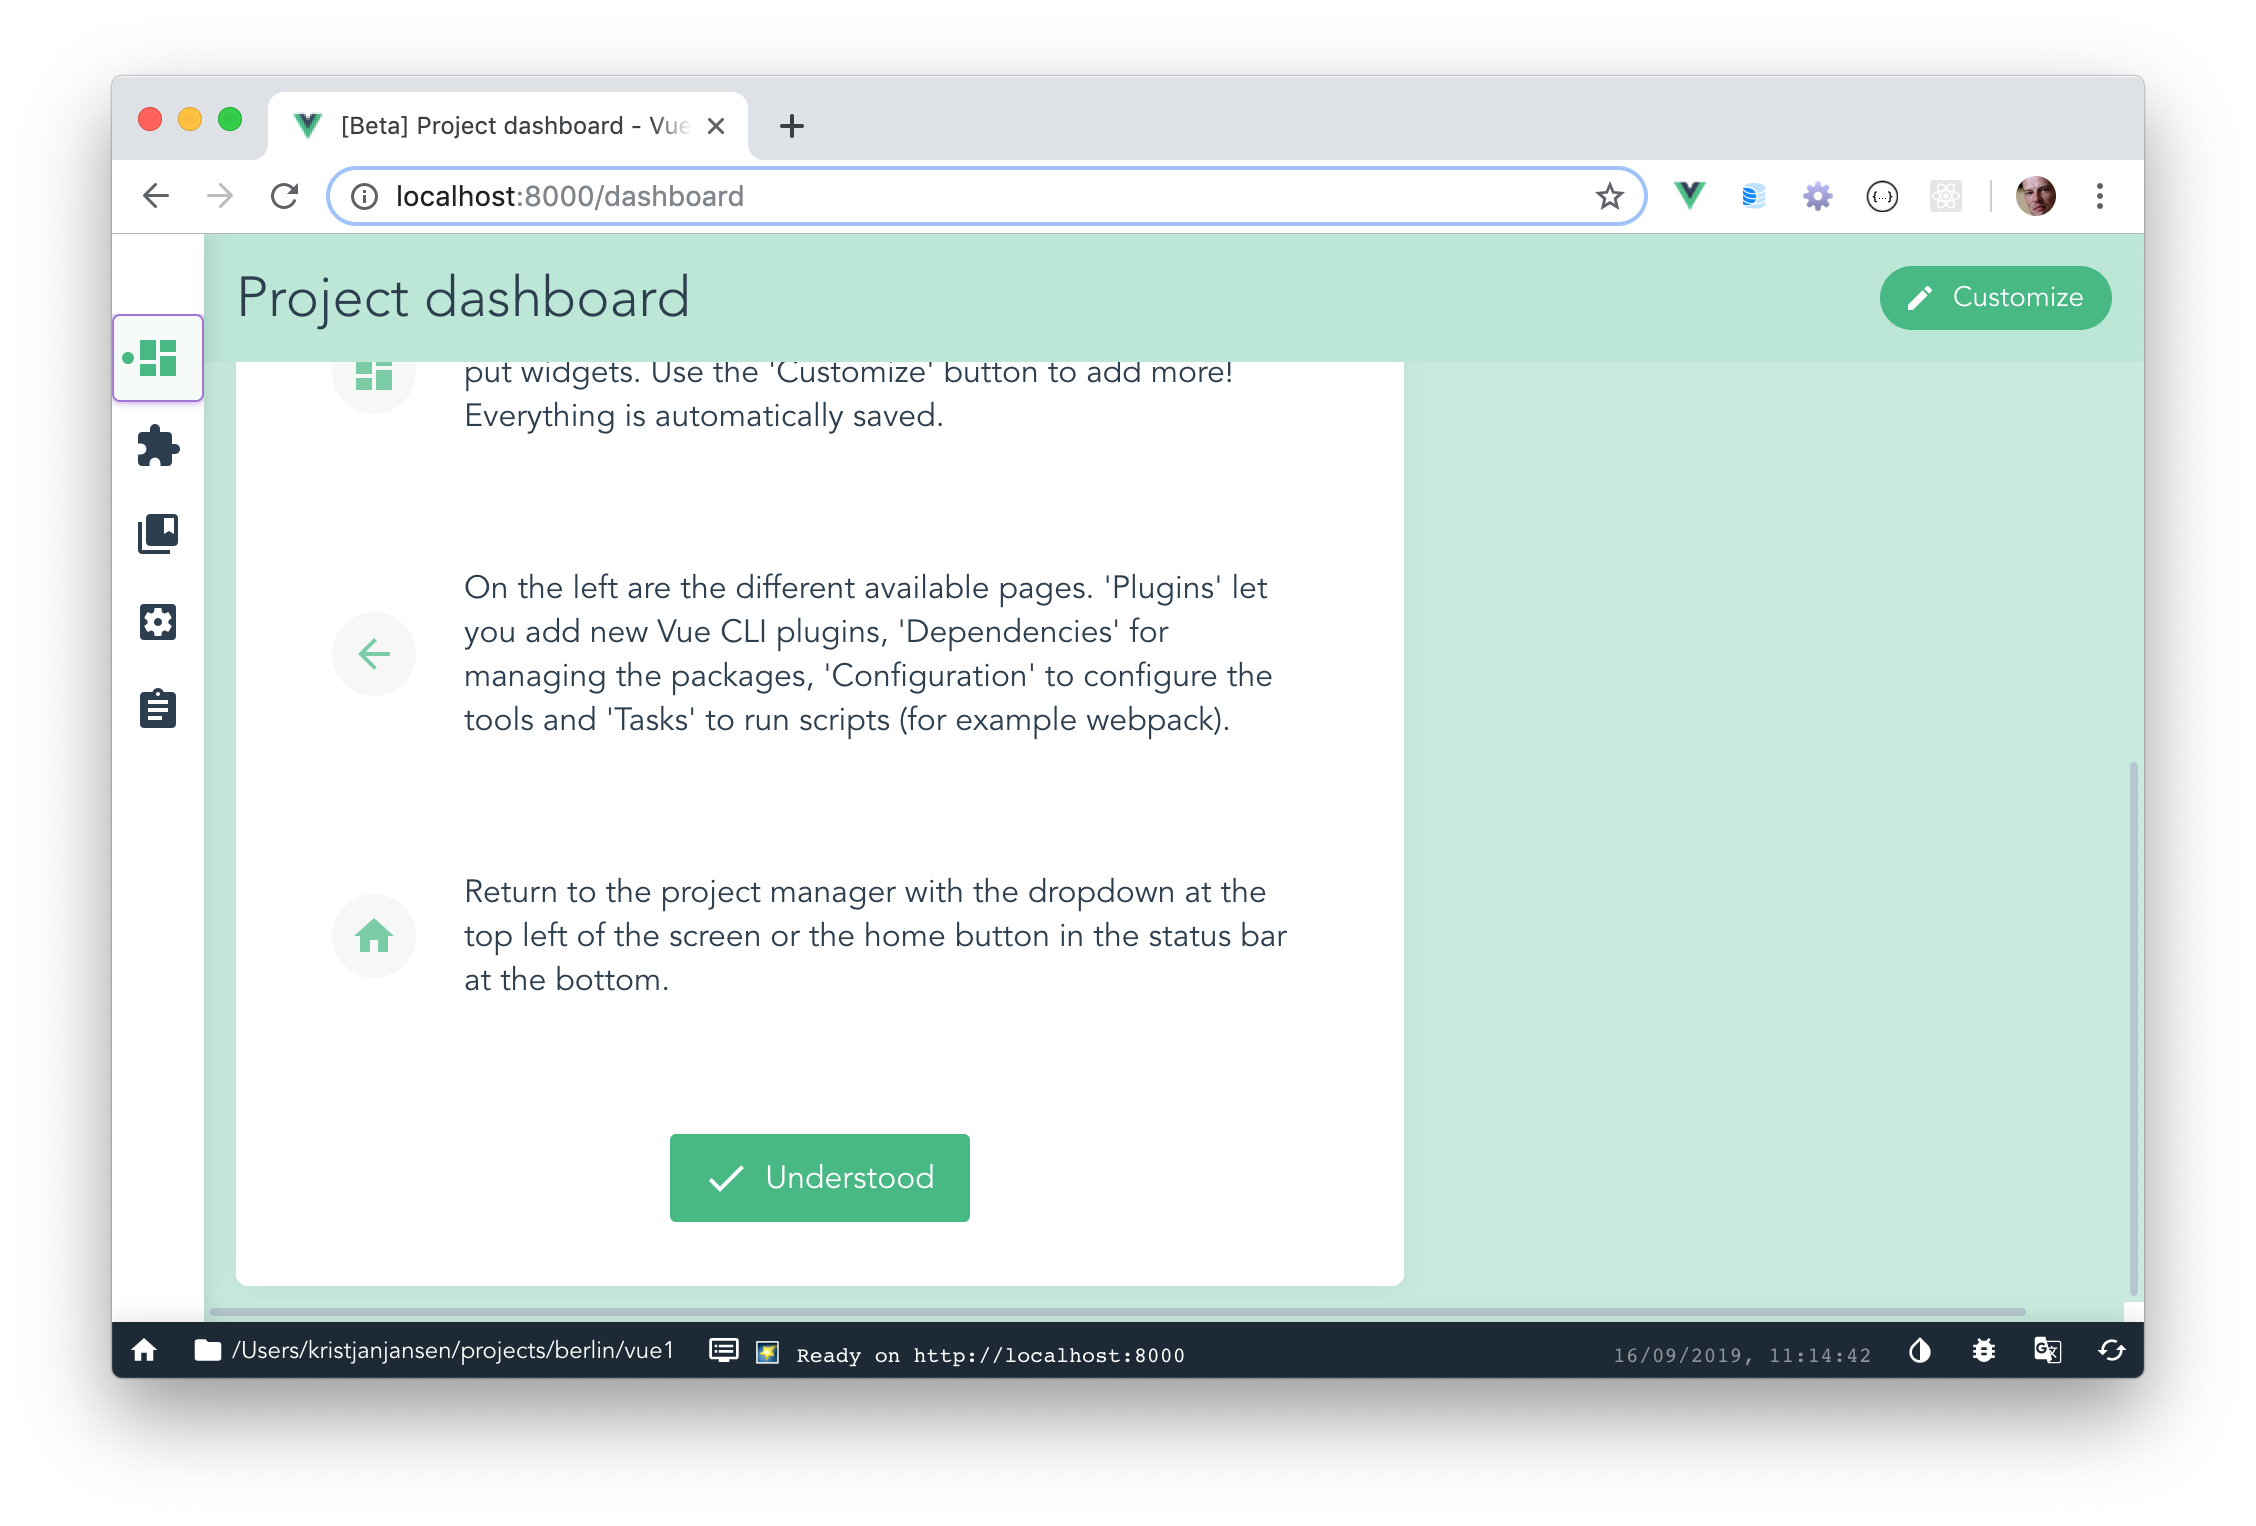 [Beta] Project dashboard - Vue
localhost:8000/dashboard
Project dashboard
Customize
put widgets. Use the 'Customize' button to add more!
Everything is automatically saved.
On the left are the different available pages. 'Plugins' let
you add new Vue CLI plugins, 'Dependencies' for
managing the packages, 'Configuration' to configure the
tools and 'Tasks' to run scripts (for example webpack).
Return to the project manager with the dropdown at the
top left of the screen or the home button in the status bar
at the bottom.
Understood
/Users/kristjanjansen/projects/berlin/vue1
Ready on http://localhost:8000
16/09/2019, 11:14:42